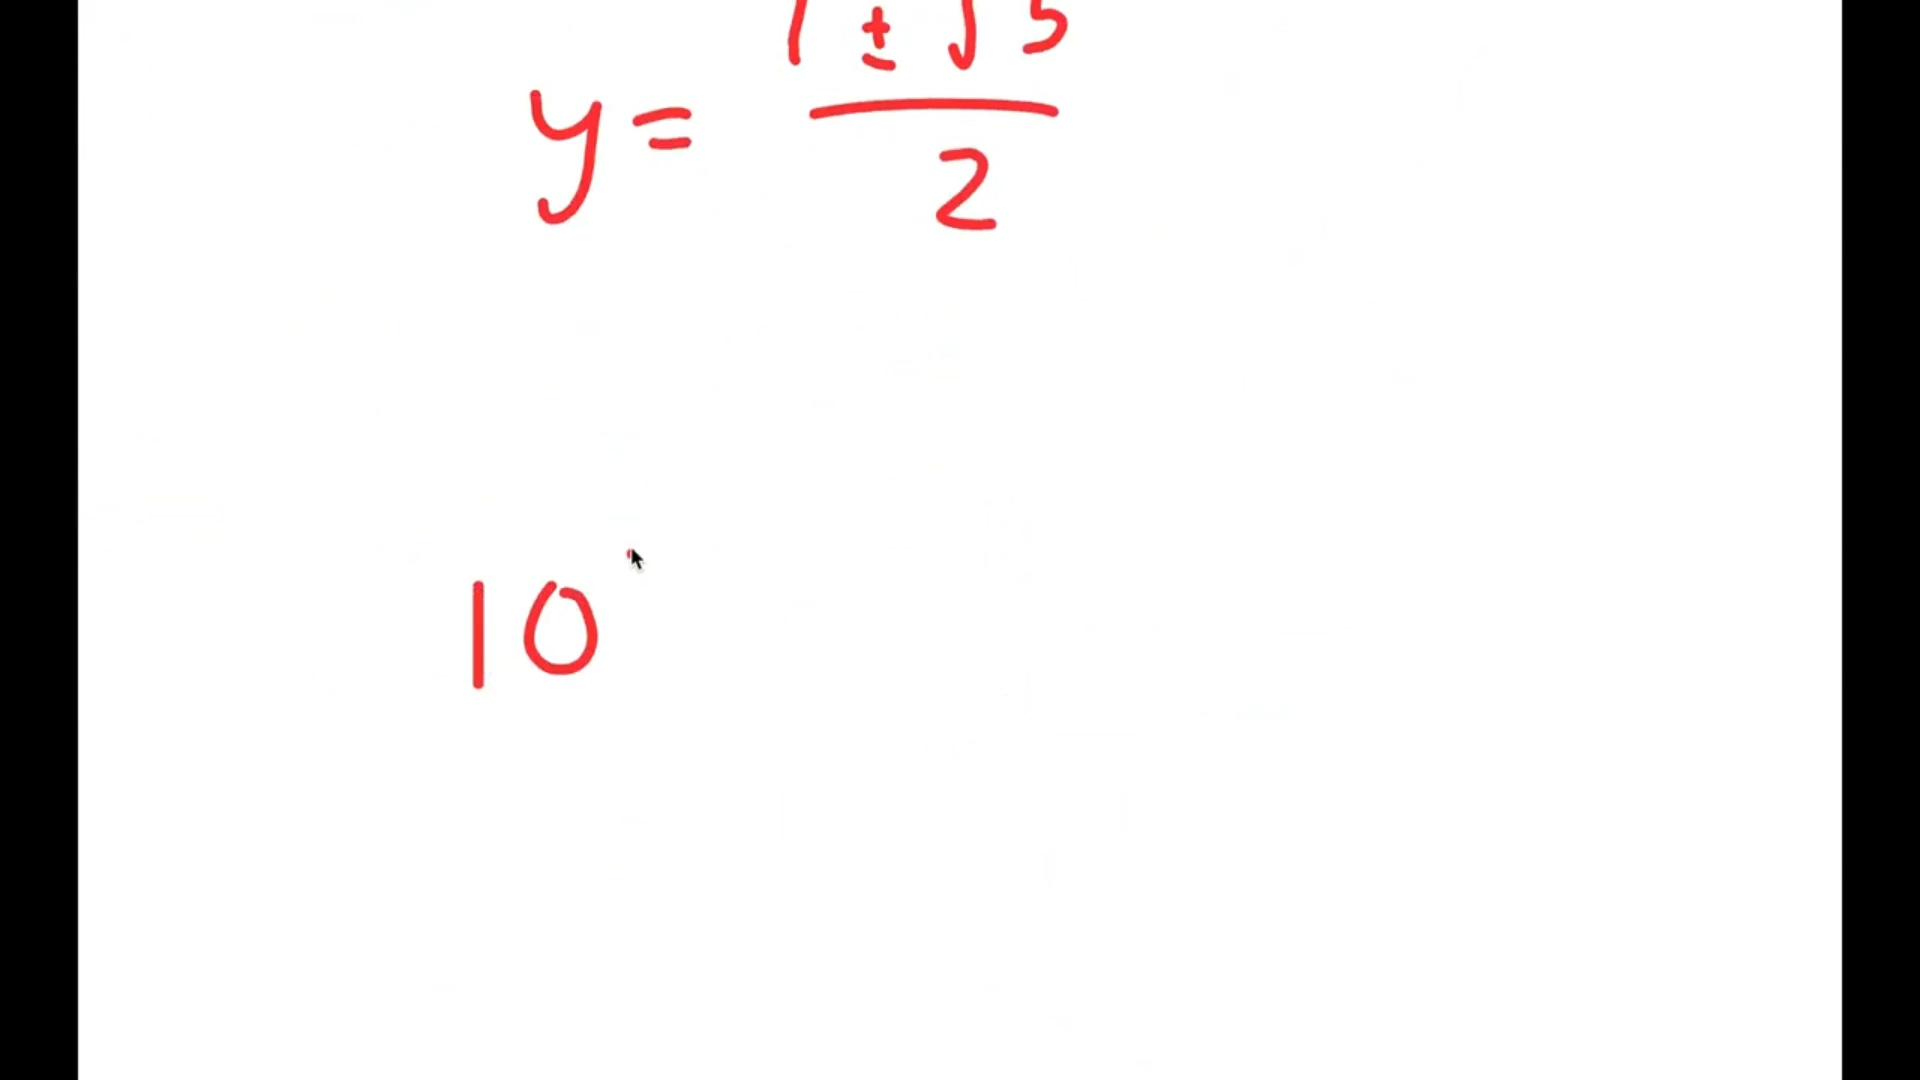 y = (1 ± √5) / 2
10